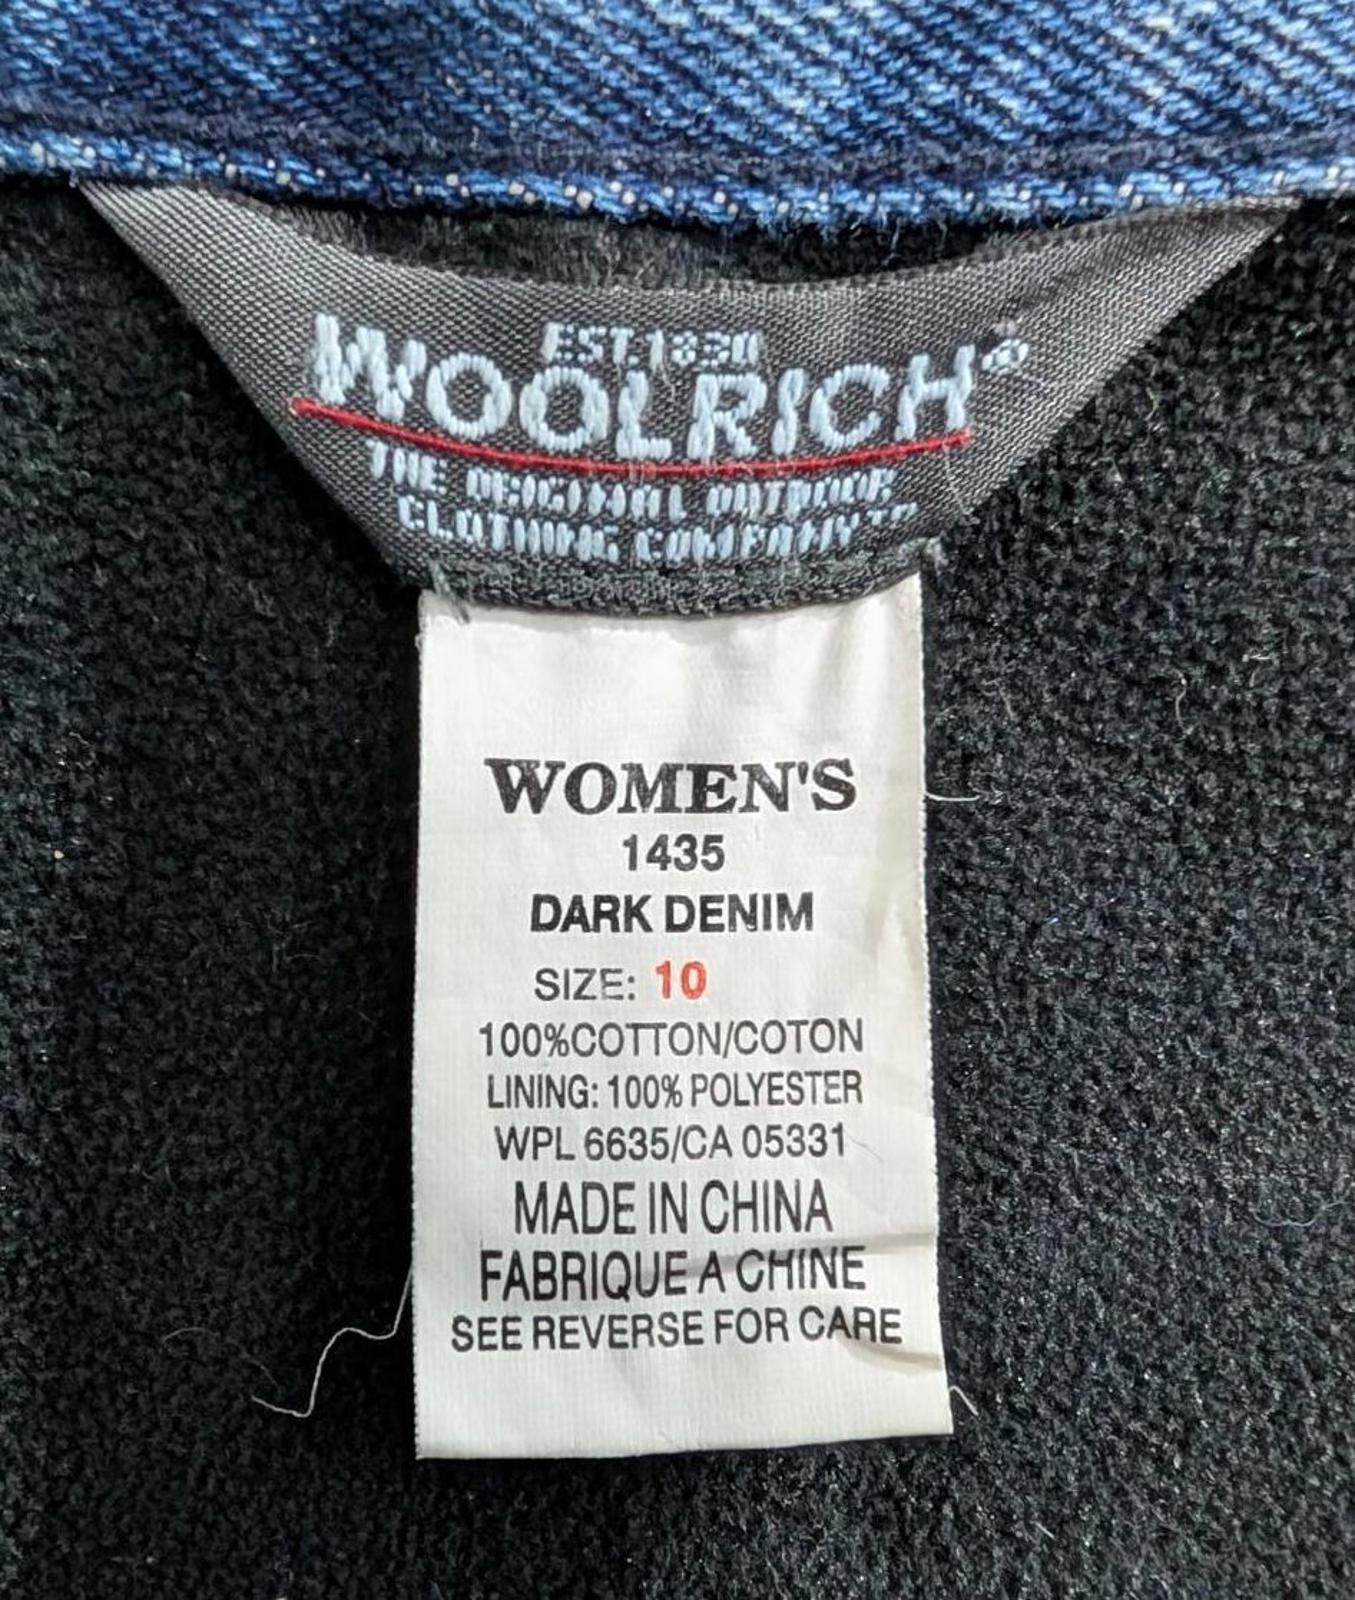 EST. 1830
WOOLRICH®
THE ORIGINAL OUTDOOR
CLOTHING COMPANY™
WOMEN'S
1435
DARK DENIM
SIZE: 10
100%COTTON/COTON
LINING: 100% POLYESTER
WPL 6635/CA 05331
MADE IN CHINA
FABRIQUE A CHINE
SEE REVERSE FOR CARE